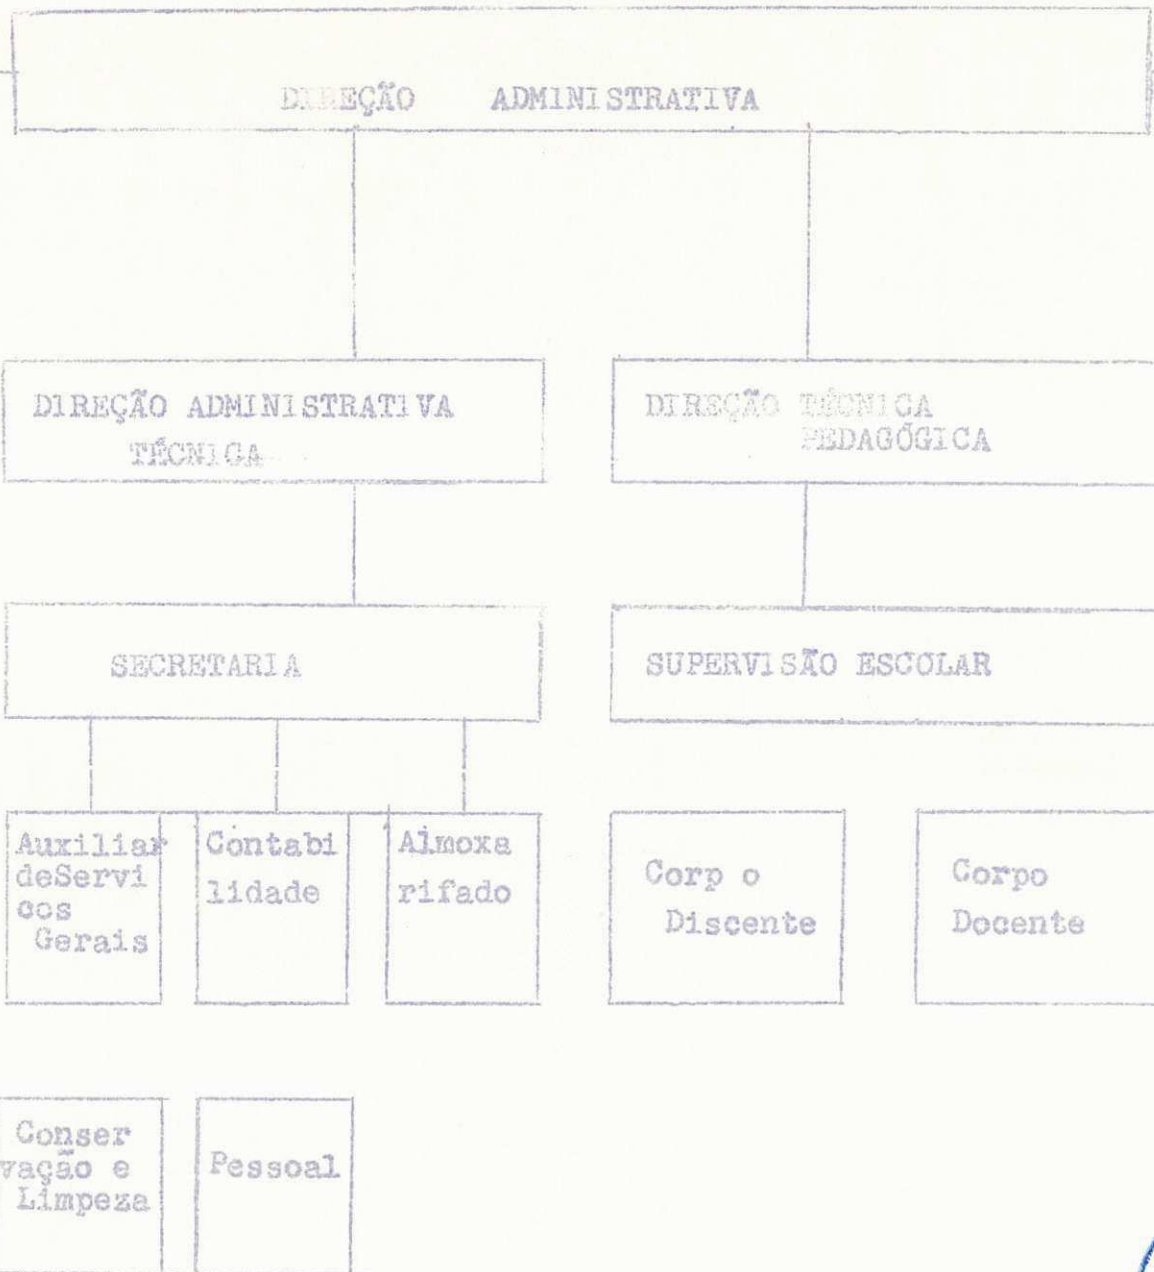 DIREÇÃO ADMINISTRATIVA
DIREÇÃO ADMINISTRATIVA
TÉCNICA
DIREÇÃO TÉCNICA
PEDAGÓGICA
SECRETARIA
SUPERVISÃO ESCOLAR
Auxiliar
deServi
cos
Gerais
Contabi
lidade
Almoxa
rifado
Corp o
Discente
Corpo
Docente
Conser
vação e
Limpeza
Pessoal